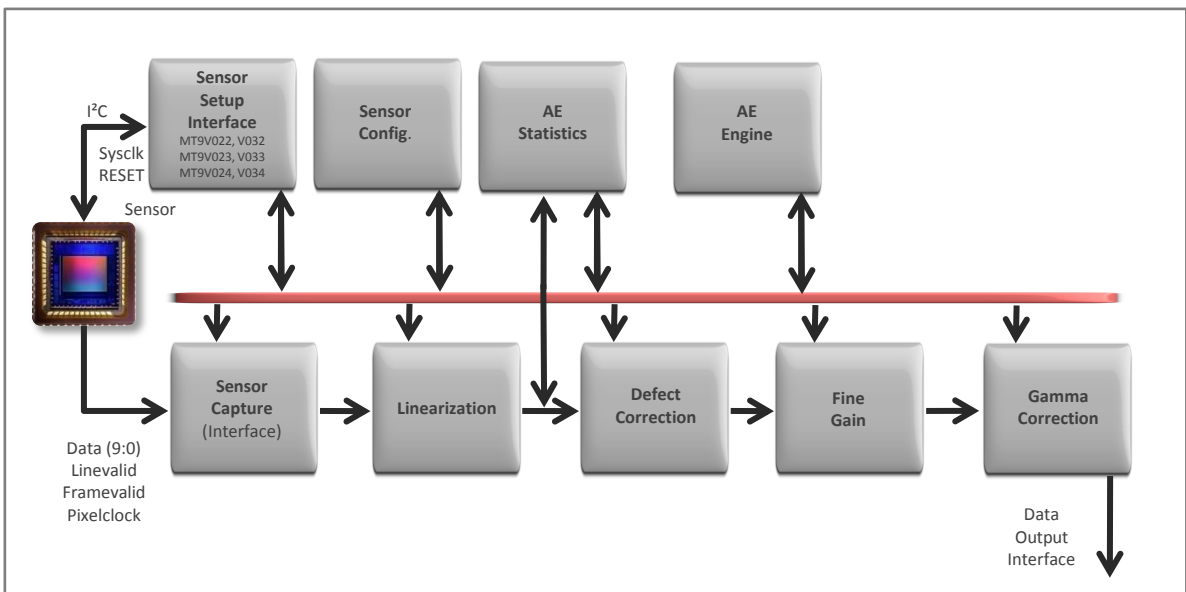 Sensor
Setup
Interface
MT9V022, V032
MT9V023, V033
MT9V024, V034
Sensor
Config.
AE
Statistics
AE
Engine
I²C
Sysclk
RESET
Sensor
Sensor
Capture
(Interface)
Linearization
Defect
Correction
Fine
Gain
Gamma
Correction
Data (9:0)
Linevalid
Framevalid
Pixelclock
Data
Output
Interface